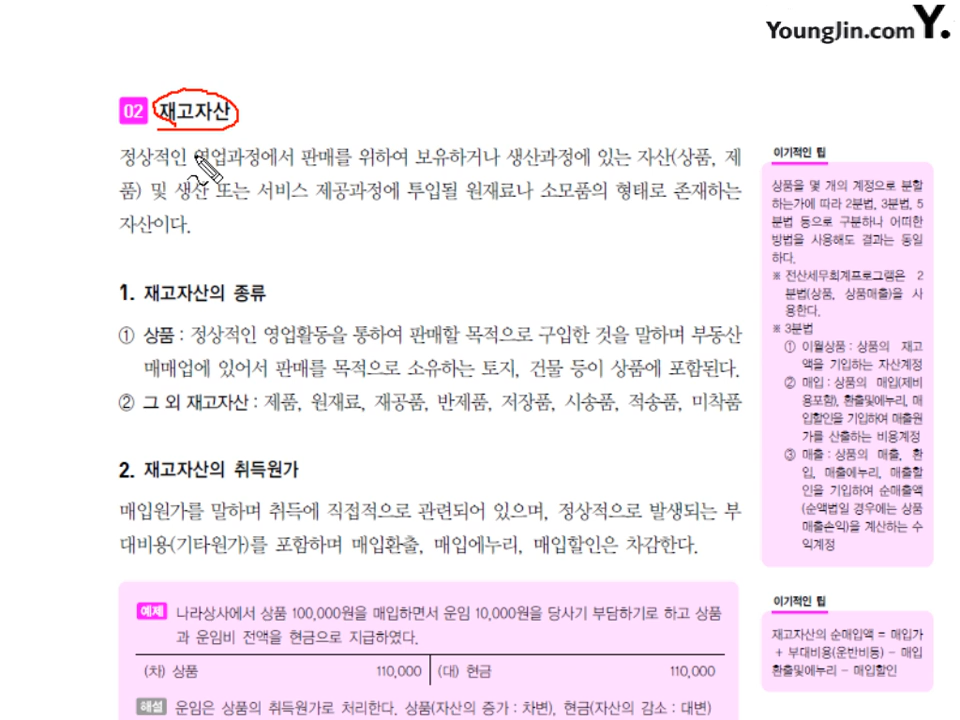 YoungJin.com Y.
02 재고자산
정상적인 영업과정에서 판매를 위하여 보유하거나 생산과정에 있는 자산(상품, 제
품) 및 생산 또는 서비스 제공과정에 투입될 원재료나 소모품의 형태로 존재하는
자산이다.
1. 재고자산의 종류
① 상품 : 정상적인 영업활동을 통하여 판매할 목적으로 구입한 것을 말하며 부동산
매매업에 있어서 판매를 목적으로 소유하는 토지, 건물 등이 상품에 포함된다.
② 그 외 재고자산 : 제품, 원재료, 재공품, 반제품, 저장품, 시송품, 적송품, 미착품
2. 재고자산의 취득원가
매입원가를 말하며 취득에 직접적으로 관련되어 있으며, 정상적으로 발생되는 부
대비용(기타원가)를 포함하며 매입환출, 매입에누리, 매입할인은 차감한다.
예제 나라상사에서 상품 100,000원을 매입하면서 운임 10,000원을 당사기 부담하기로 하고 상품
과 운임비 전액을 현금으로 지급하였다.
(차) 상품 110,000 (대) 현금 110,000
해설 운임은 상품의 취득원가로 처리한다. 상품(자산의 증가 : 차변), 현금(자산의 감소 : 대변)
이기적인 팁
상품을 몇 개의 계정으로 분할
하는가에 따라 2분법, 3분법, 5
분법 등으로 구분하나 어떠한
방법을 사용해도 결과는 동일
하다.
※ 전산세무회계프로그램은 2
분법(상품, 상품매출)을 사
용한다.
※ 3분법
① 이월상품 : 상품의 재고
액을 기입하는 자산계정
② 매입 : 상품의 매입(제비
용포함), 환출및에누리, 매
입할인을 기입하여 매출원
가를 산출하는 비용계정
③ 매출 : 상품의 매출, 환
입, 매출에누리, 매출할
인을 기입하여 순매출액
(순액법일 경우에는 상품
매출손익)을 계산하는 수
익계정
이기적인 팁
재고자산의 순매입액 = 매입가
+ 부대비용(운반비등) - 매입
환출및에누리 - 매입할인